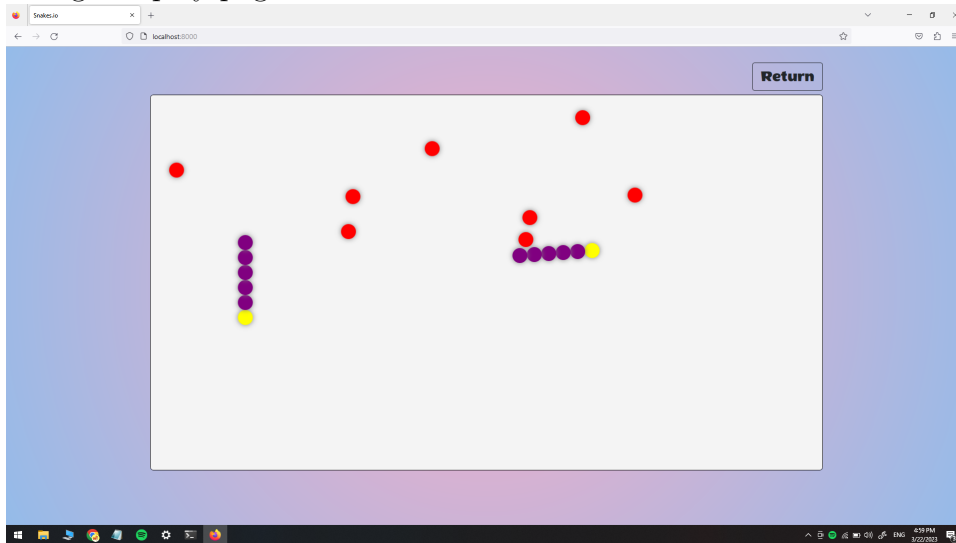 Snakes.io
localhost:8000
Return
ENG
4:59 PM
3/22/2023